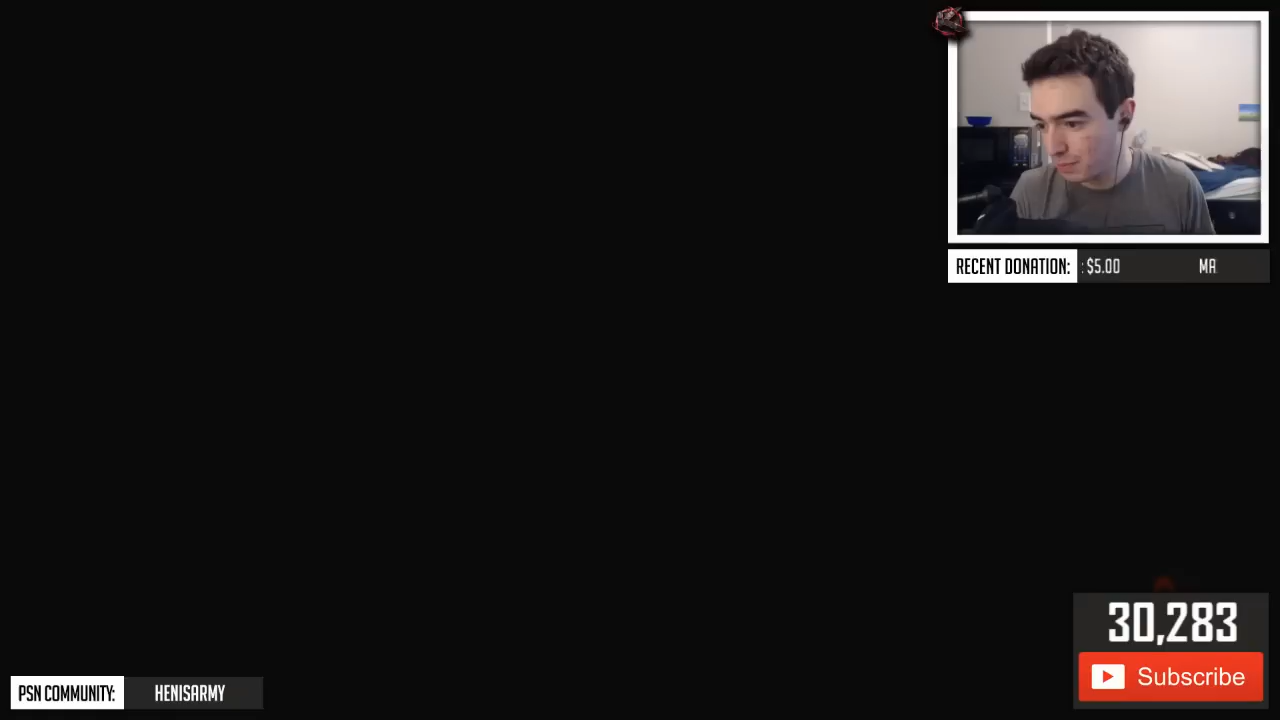 RECENT DONATION: : $5.00 MA
30,283
Subscribe
PSN COMMUNITY: HENISARMY